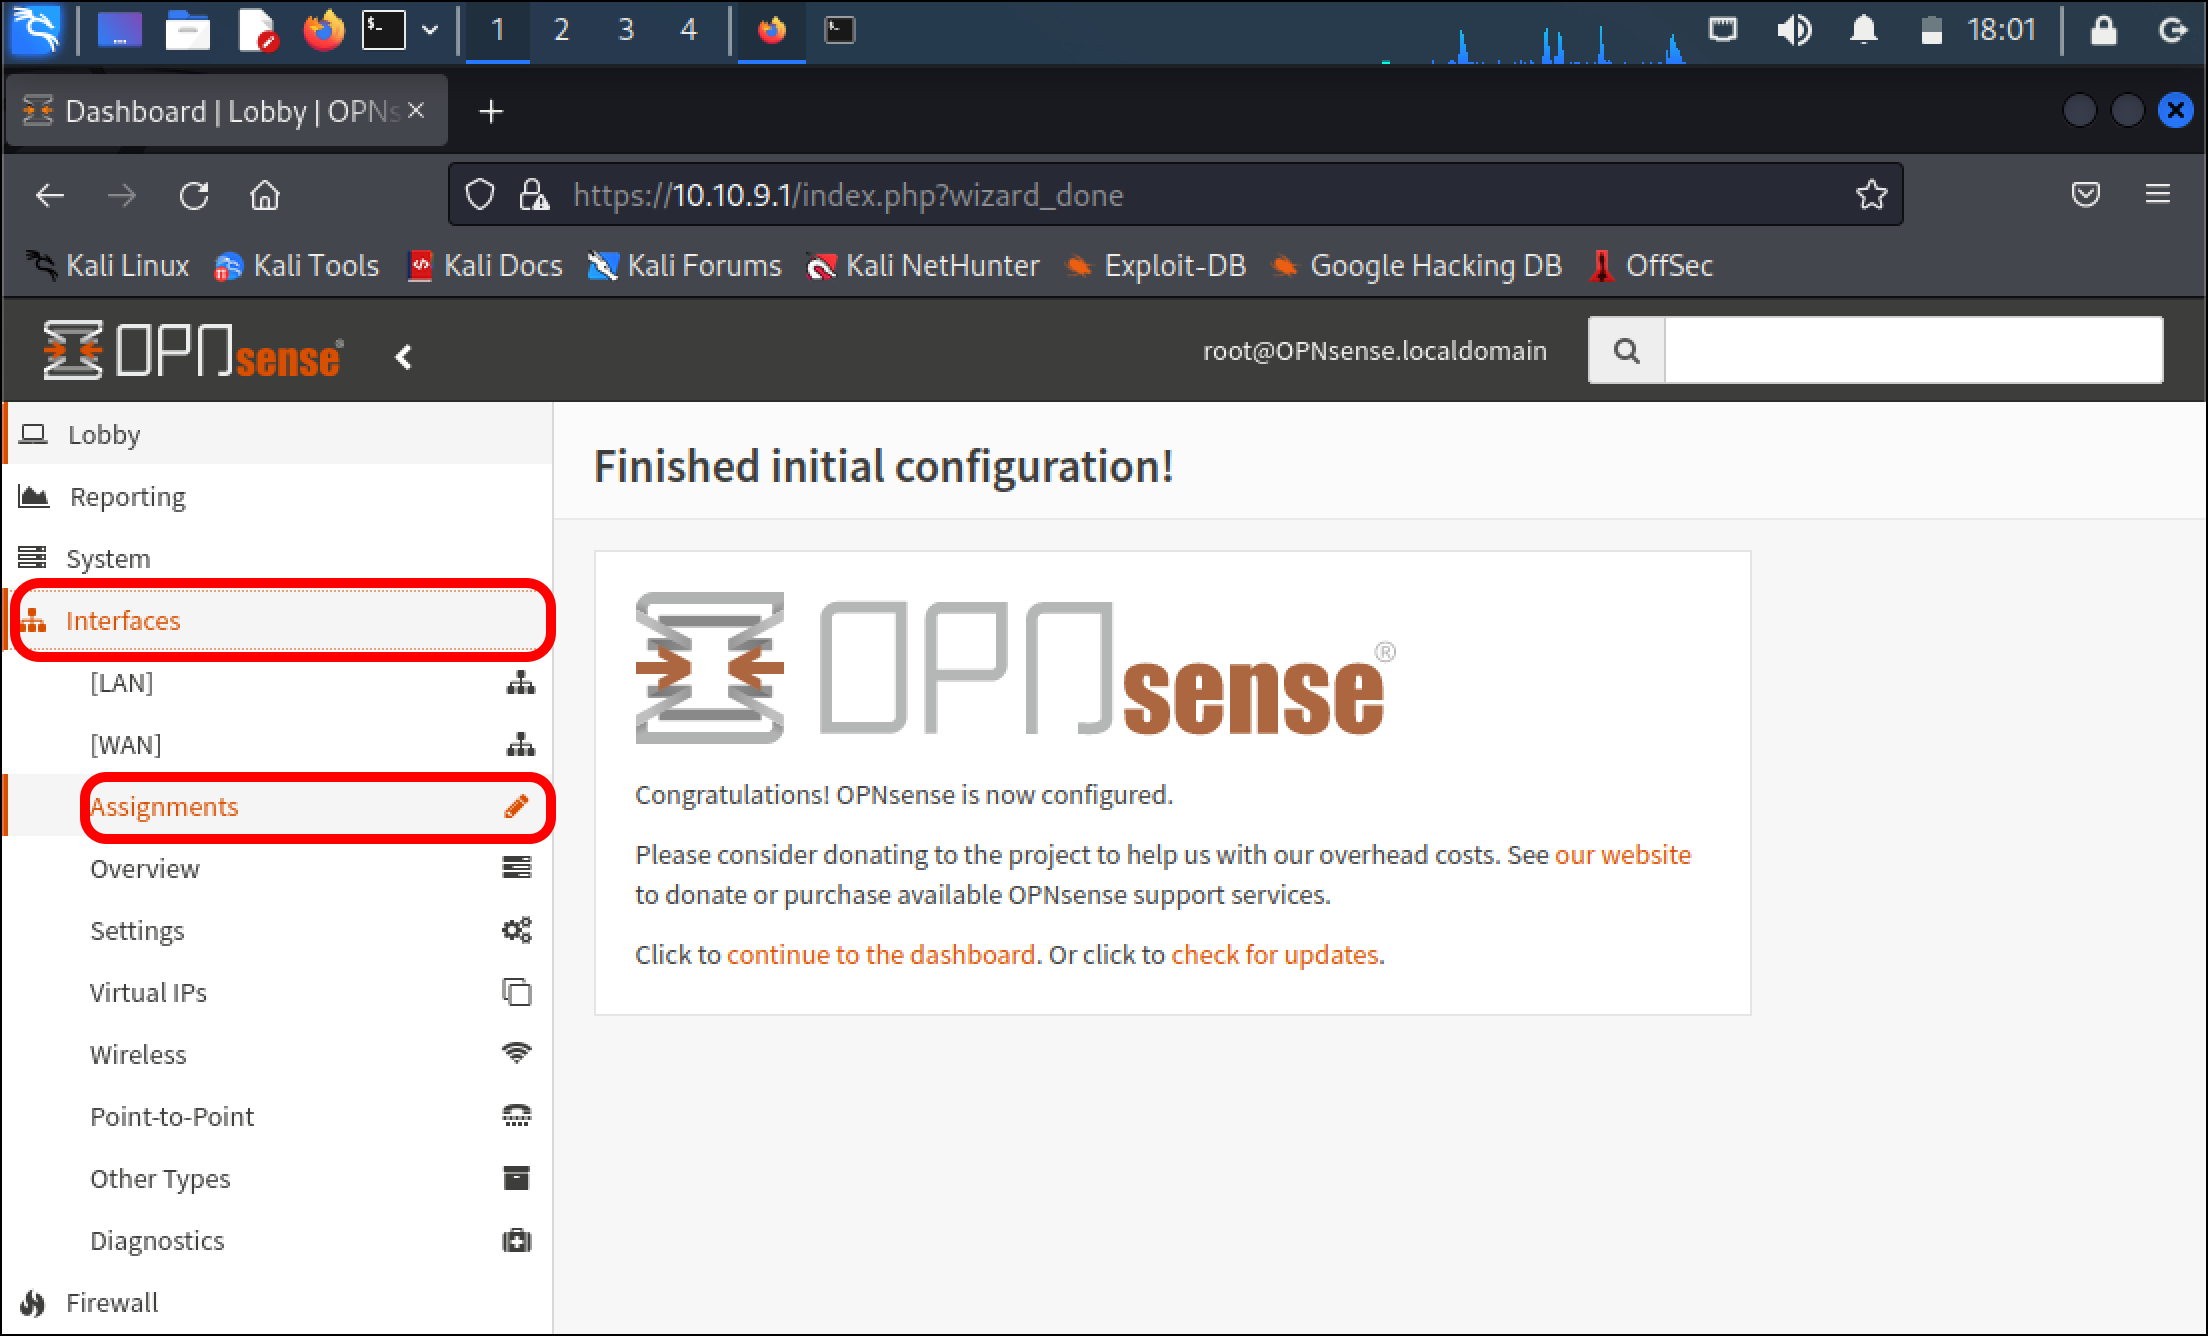 1 2 3 4 18:01
Dashboard | Lobby | OPNs
https://10.10.9.1/index.php?wizard_done
Kali Linux Kali Tools Kali Docs Kali Forums Kali NetHunter Exploit-DB Google Hacking DB OffSec
OPNsense® root@OPNsense.localdomain
Lobby
Reporting
System
Interfaces
[LAN]
[WAN]
Assignments
Overview
Settings
Virtual IPs
Wireless
Point-to-Point
Other Types
Diagnostics
Firewall
Finished initial configuration!
OPNsense®
Congratulations! OPNsense is now configured.
Please consider donating to the project to help us with our overhead costs. See our website
to donate or purchase available OPNsense support services.
Click to continue to the dashboard. Or click to check for updates.